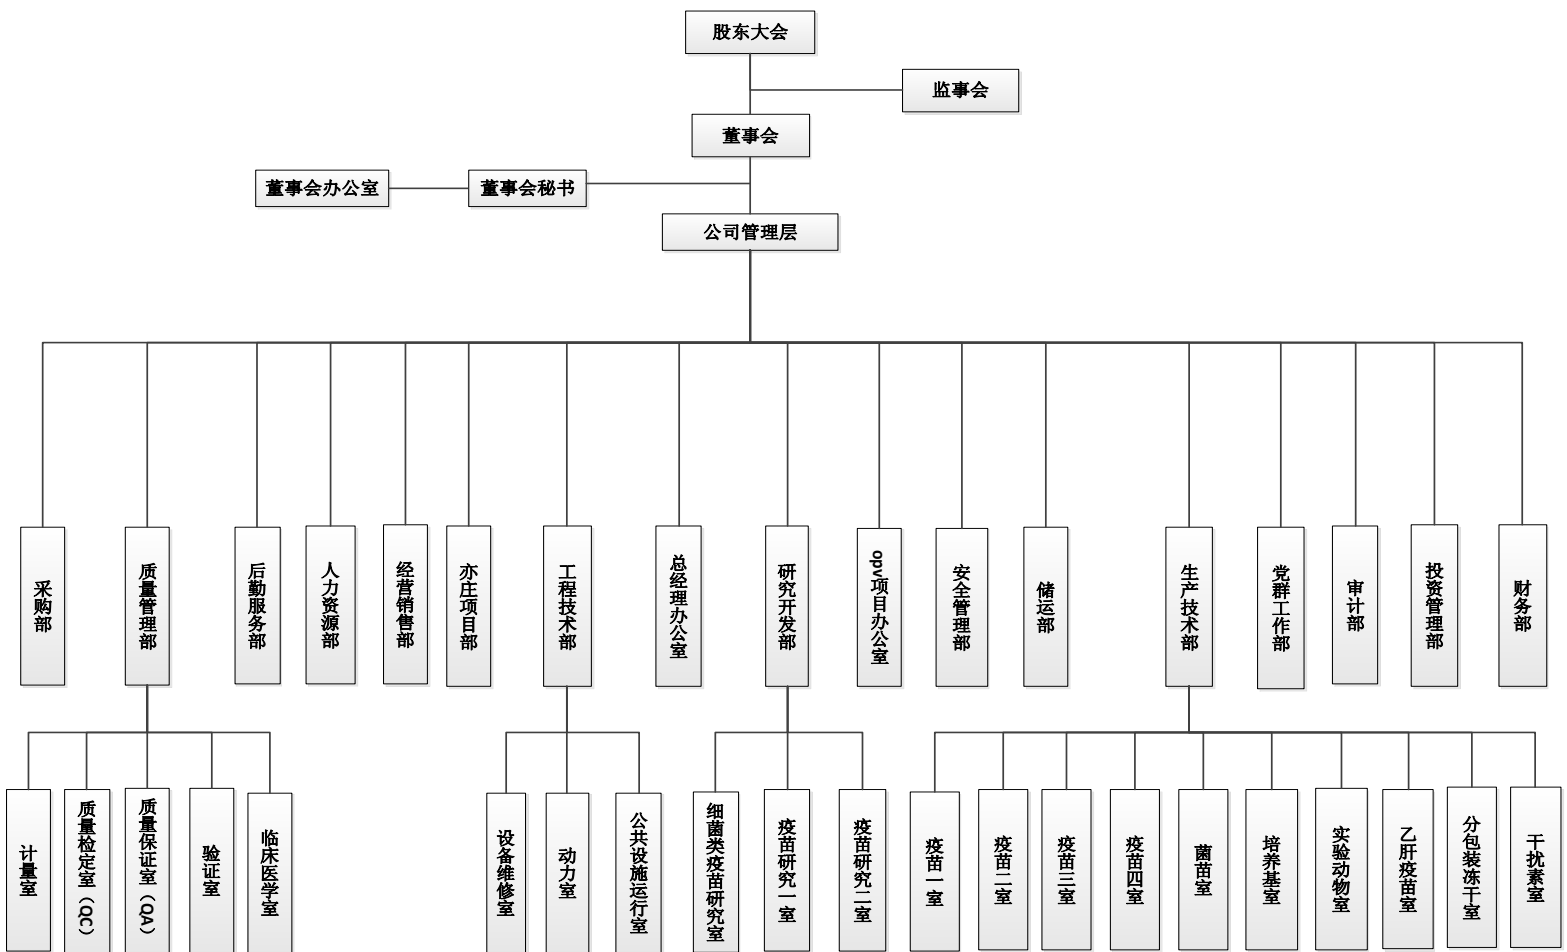 股东大会
监事会
董事会
董事会办公室
董事会秘书
公司管理层
采购部
质量管理部
后勤服务部
人力资源部
经营销售部
亦庄项目部
工程技术部
总经理办公室
研究开发部
opv项目办公室
安全管理部
储运部
生产技术部
党群工作部
审计部
投资管理部
财务部
计量室
质量检定室（QC）
质量保证室（QA）
验证室
临床医学室
设备维修室
动力室
公共设施运行室
细菌类疫苗研究室
疫苗研究一室
疫苗研究二室
疫苗一室
疫苗二室
疫苗三室
疫苗四室
菌苗室
培养基室
实验动物室
乙肝疫苗室
分包装冻干室
干扰素室